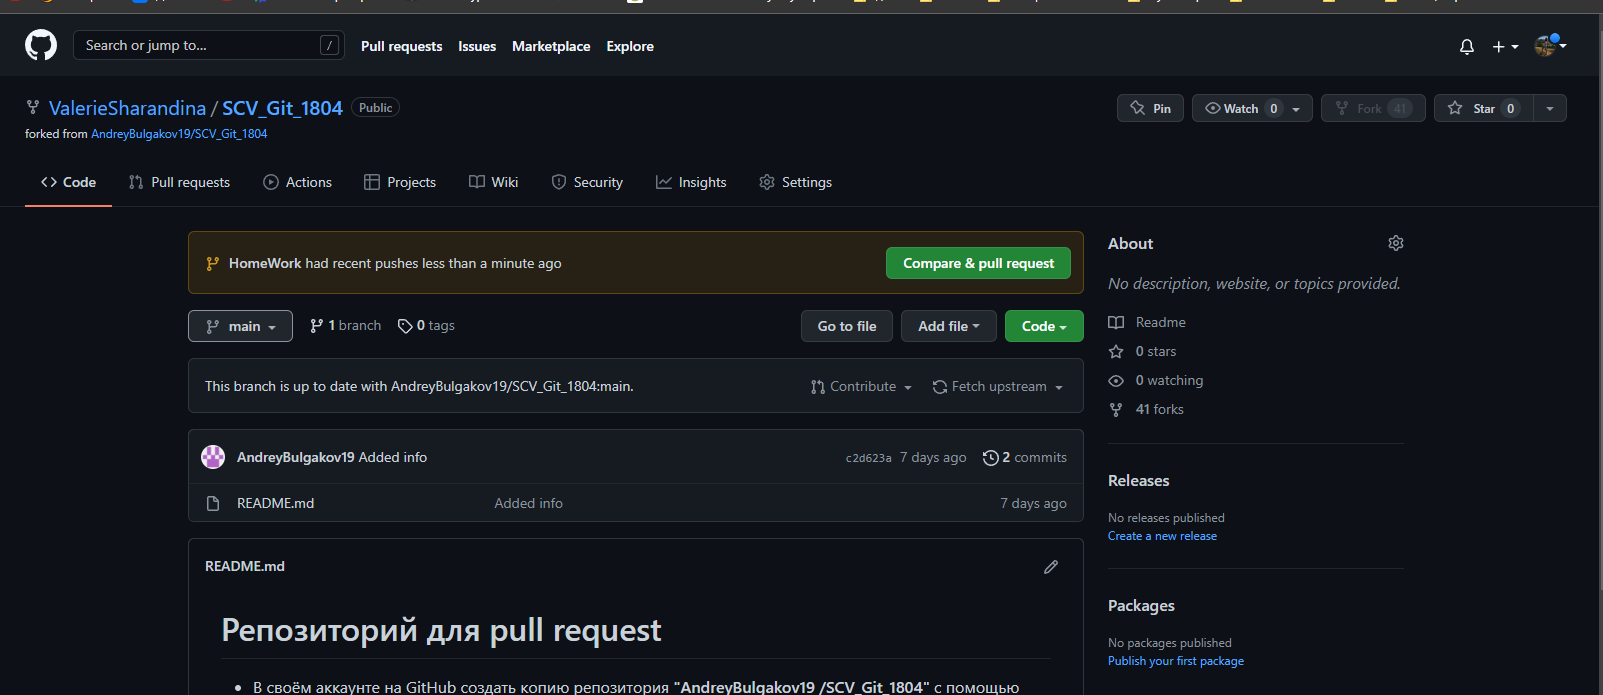 Search or jump to... / Pull requests Issues Marketplace Explore
ValerieSharandina / SCV_Git_1804 Public Pin Watch 0 Fork 41 Star 0
forked from AndreyBulgakov19/SCV_Git_1804
Code Pull requests Actions Projects Wiki Security Insights Settings
HomeWork had recent pushes less than a minute ago Compare & pull request
main 1 branch 0 tags Go to file Add file Code
This branch is up to date with AndreyBulgakov19/SCV_Git_1804:main. Contribute Fetch upstream
AndreyBulgakov19 Added info c2d623a 7 days ago 2 commits
README.md Added info 7 days ago
README.md
Репозиторий для pull request
• В своём аккаунте на GitHub создать копию репозитория "AndreyBulgakov19 /SCV_Git_1804" с помощью
About
No description, website, or topics provided.
Readme
0 stars
0 watching
41 forks
Releases
No releases published
Create a new release
Packages
No packages published
Publish your first package